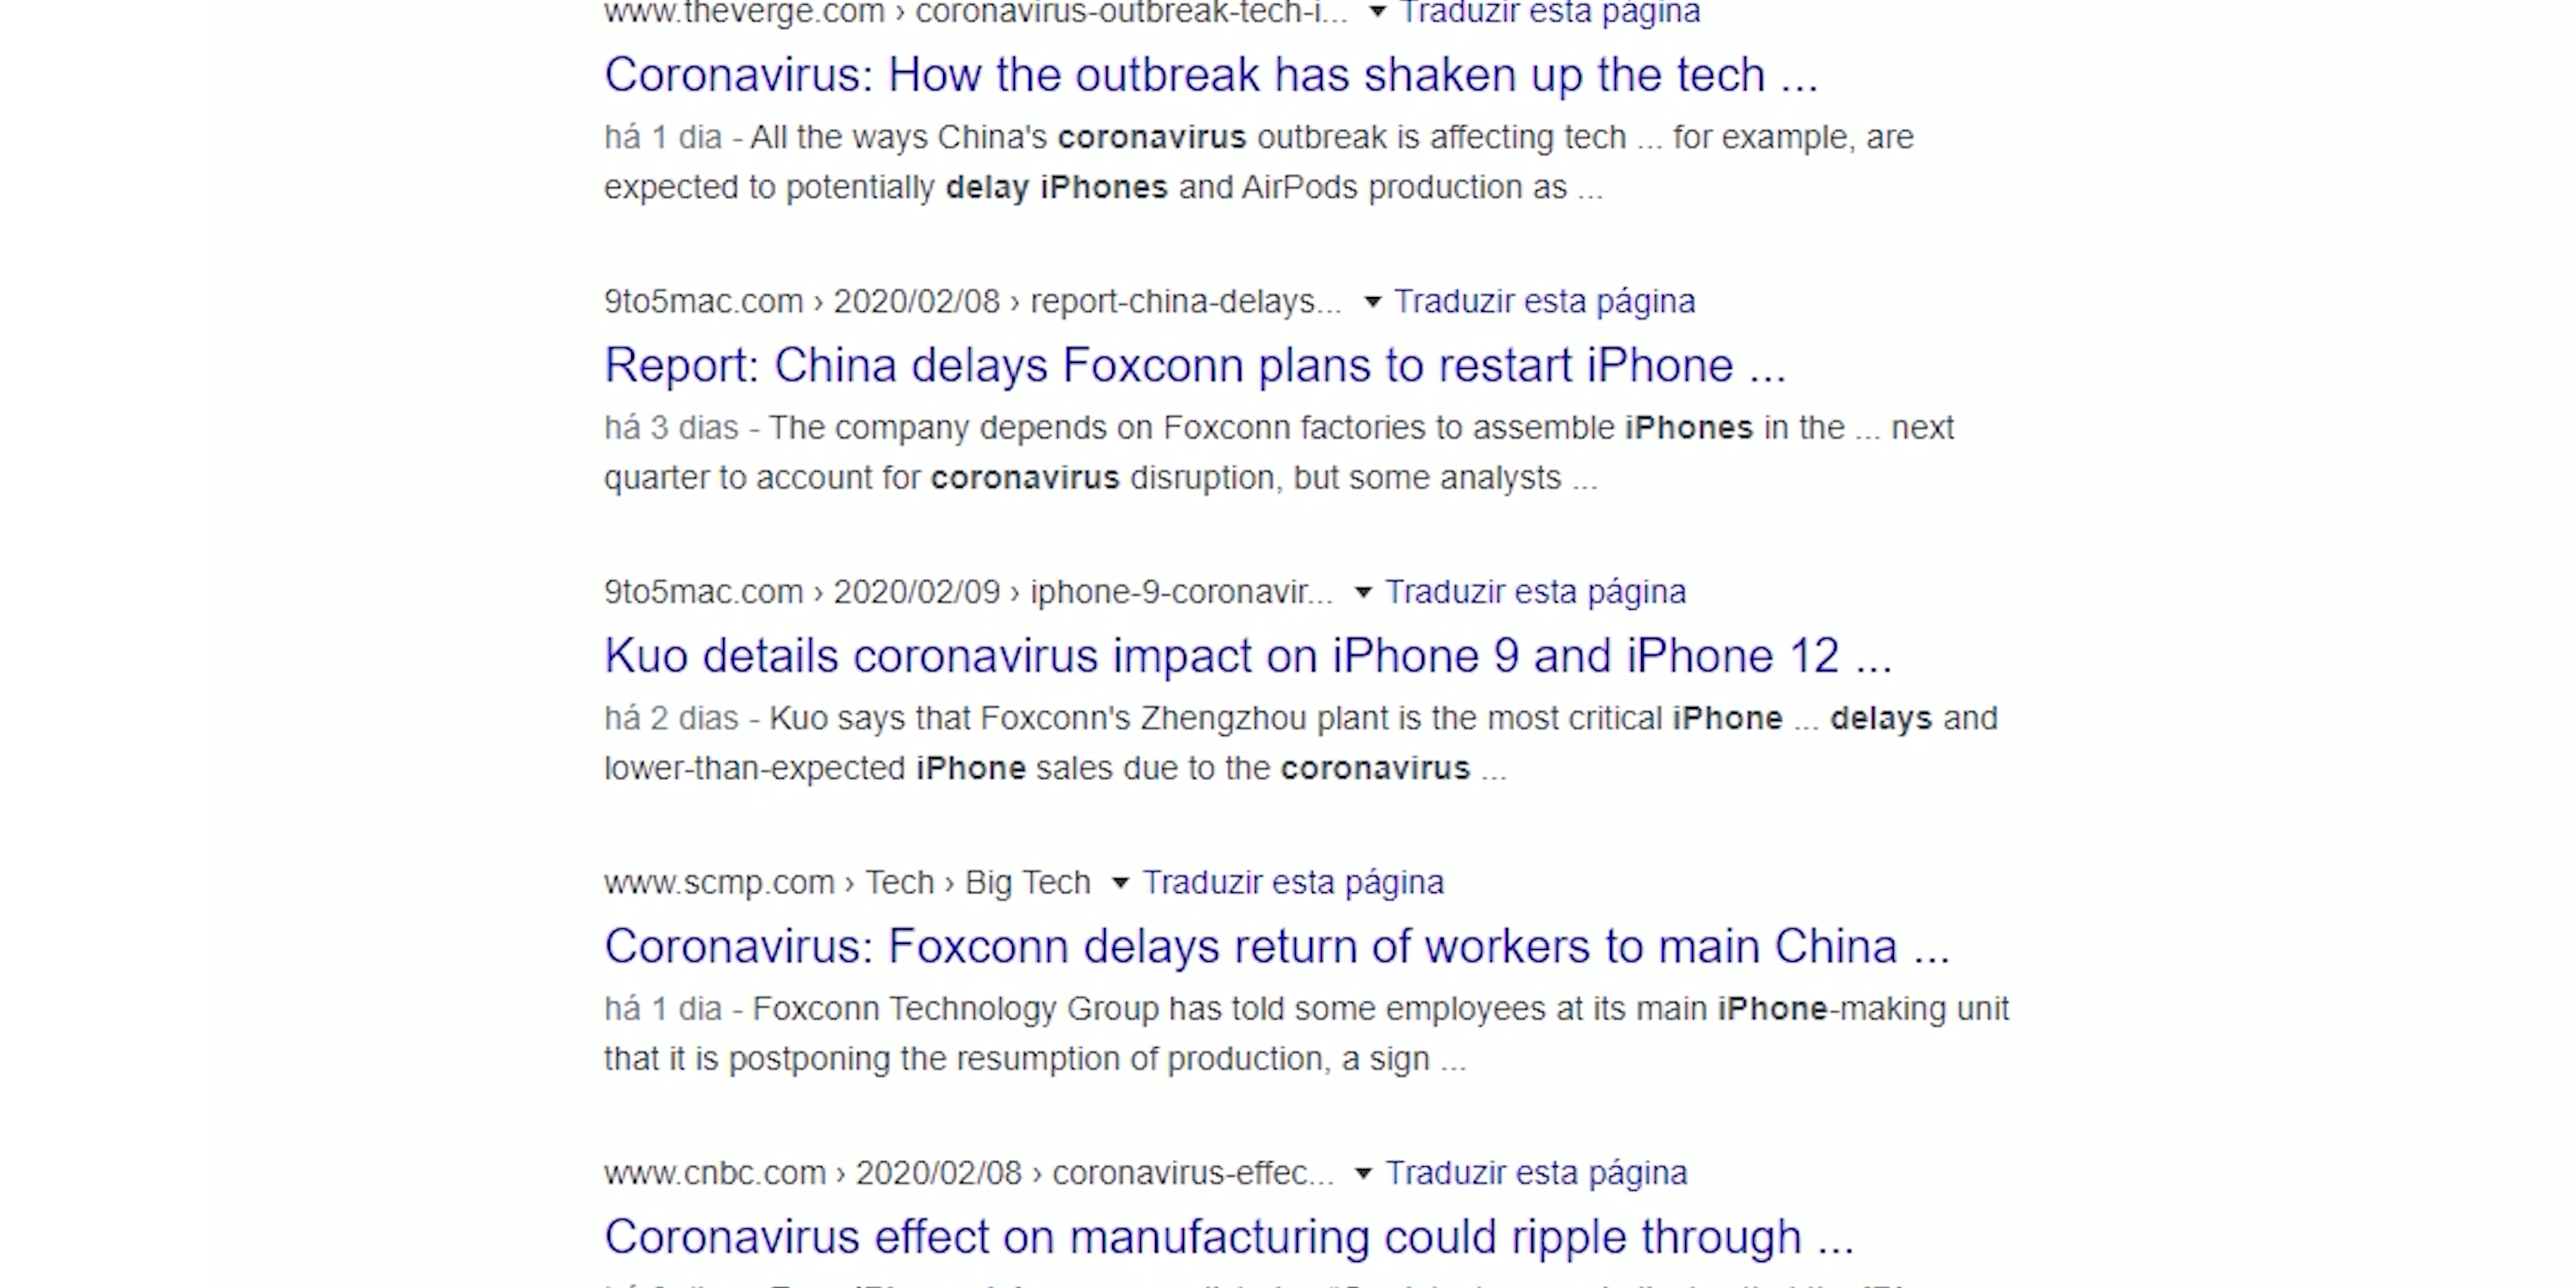 www.theverge.com › coronavirus-outbreak-tech-i... ▼ Traduzir esta página
Coronavirus: How the outbreak has shaken up the tech ...
há 1 dia - All the ways China's coronavirus outbreak is affecting tech ... for example, are
expected to potentially delay iPhones and AirPods production as ...
9to5mac.com › 2020/02/08 › report-china-delays... ▼ Traduzir esta página
Report: China delays Foxconn plans to restart iPhone ...
há 3 dias - The company depends on Foxconn factories to assemble iPhones in the ... next
quarter to account for coronavirus disruption, but some analysts ...
9to5mac.com › 2020/02/09 › iphone-9-coronavir... ▼ Traduzir esta página
Kuo details coronavirus impact on iPhone 9 and iPhone 12 ...
há 2 dias - Kuo says that Foxconn's Zhengzhou plant is the most critical iPhone ... delays and
lower-than-expected iPhone sales due to the coronavirus ...
www.scmp.com › Tech › Big Tech ▼ Traduzir esta página
Coronavirus: Foxconn delays return of workers to main China ...
há 1 dia - Foxconn Technology Group has told some employees at its main iPhone-making unit
that it is postponing the resumption of production, a sign ...
www.cnbc.com › 2020/02/08 › coronavirus-effec... ▼ Traduzir esta página
Coronavirus effect on manufacturing could ripple through ...